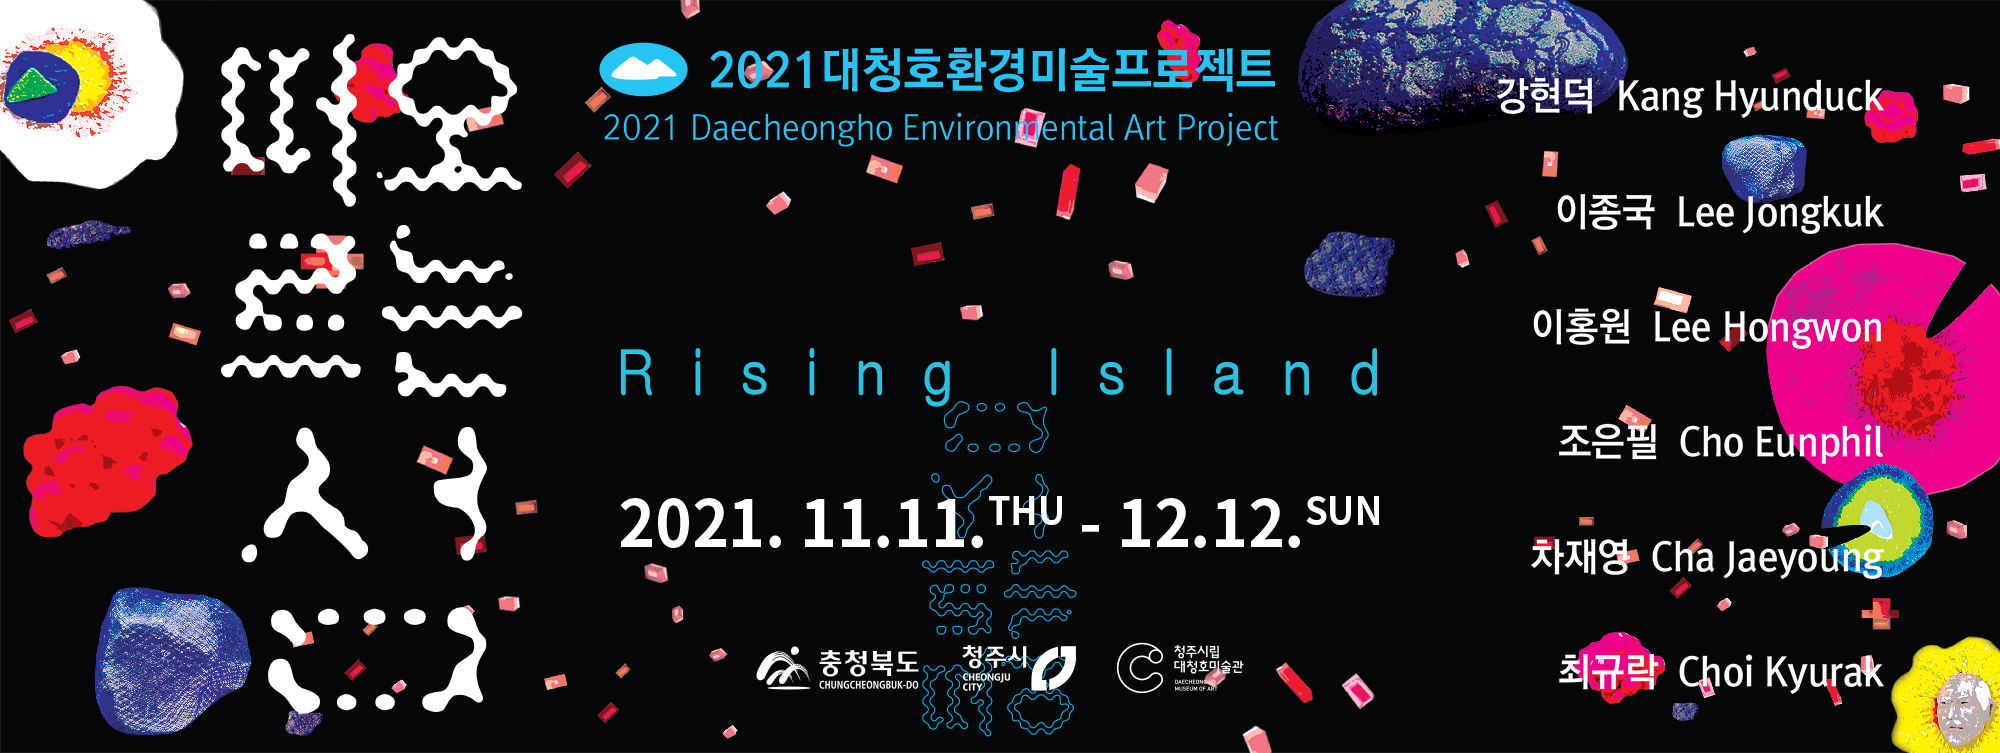 떠오
르는
섬
2021대청호환경미술프로젝트
2021 Daecheongho Environmental Art Project
Rising Island
2021. 11.11.THU - 12.12.SUN
충청북도
CHUNGCHEONGBUK-DO
청주시
CHEONGJU
CITY
청주시립
대청호미술관
DAECHEONGHO
MUSEUM OF ART
강현덕 Kang Hyunduck
이종국 Lee Jongkuk
이홍원 Lee Hongwon
조은필 Cho Eunphil
차재영 Cha Jaeyoung
최규락 Choi Kyurak